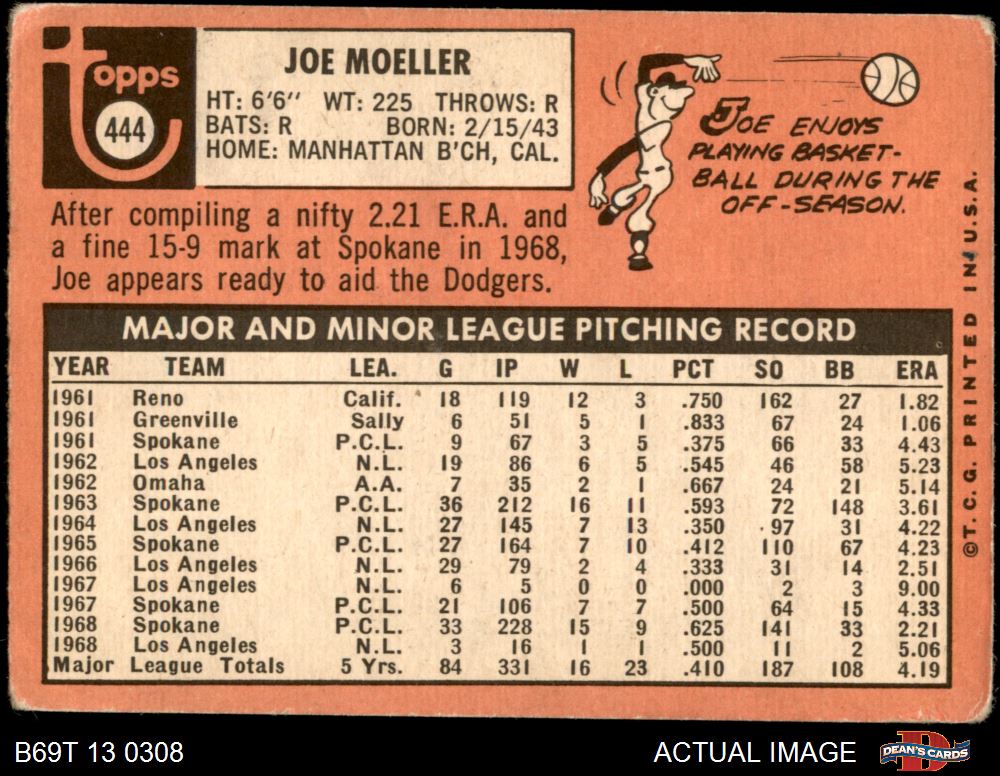 Topps
444
JOE MOELLER
HT: 6'6" WT: 225 THROWS: R
BATS: R BORN: 2/15/43
HOME: MANHATTAN B'CH, CAL.
JOE ENJOYS
PLAYING BASKET-
BALL DURING THE
OFF-SEASON.
After compiling a nifty 2.21 E.R.A. and
a fine 15-9 mark at Spokane in 1968,
Joe appears ready to aid the Dodgers.
MAJOR AND MINOR LEAGUE PITCHING RECORD
YEAR TEAM LEA. G IP W L PCT SO BB ERA
1961 Reno Calif. 18 119 12 3 .750 162 27 1.82
1961 Greenville Sally 6 51 5 1 .833 67 24 1.06
1961 Spokane P.C.L. 9 67 3 5 .375 66 33 4.43
1962 Los Angeles N.L. 19 86 6 5 .545 46 58 5.23
1962 Omaha A.A. 7 35 2 1 .667 24 21 5.14
1963 Spokane P.C.L. 36 212 16 11 .593 72 148 3.61
1964 Los Angeles N.L. 27 145 7 13 .350 97 31 4.22
1965 Spokane P.C.L. 27 164 7 10 .412 110 67 4.23
1966 Los Angeles N.L. 29 79 2 4 .333 31 14 2.51
1967 Los Angeles N.L. 6 5 0 0 .000 2 3 9.00
1967 Spokane P.C.L. 21 106 7 7 .500 64 15 4.33
1968 Spokane P.C.L. 33 228 15 9 .625 141 33 2.21
1968 Los Angeles N.L. 3 16 1 1 .500 11 2 5.06
Major League Totals 5 Yrs. 84 331 16 23 .410 187 108 4.19
©T.C.G. PRINTED IN U.S.A.
B69T 13 0308
ACTUAL IMAGE
DEAN'S CARDS